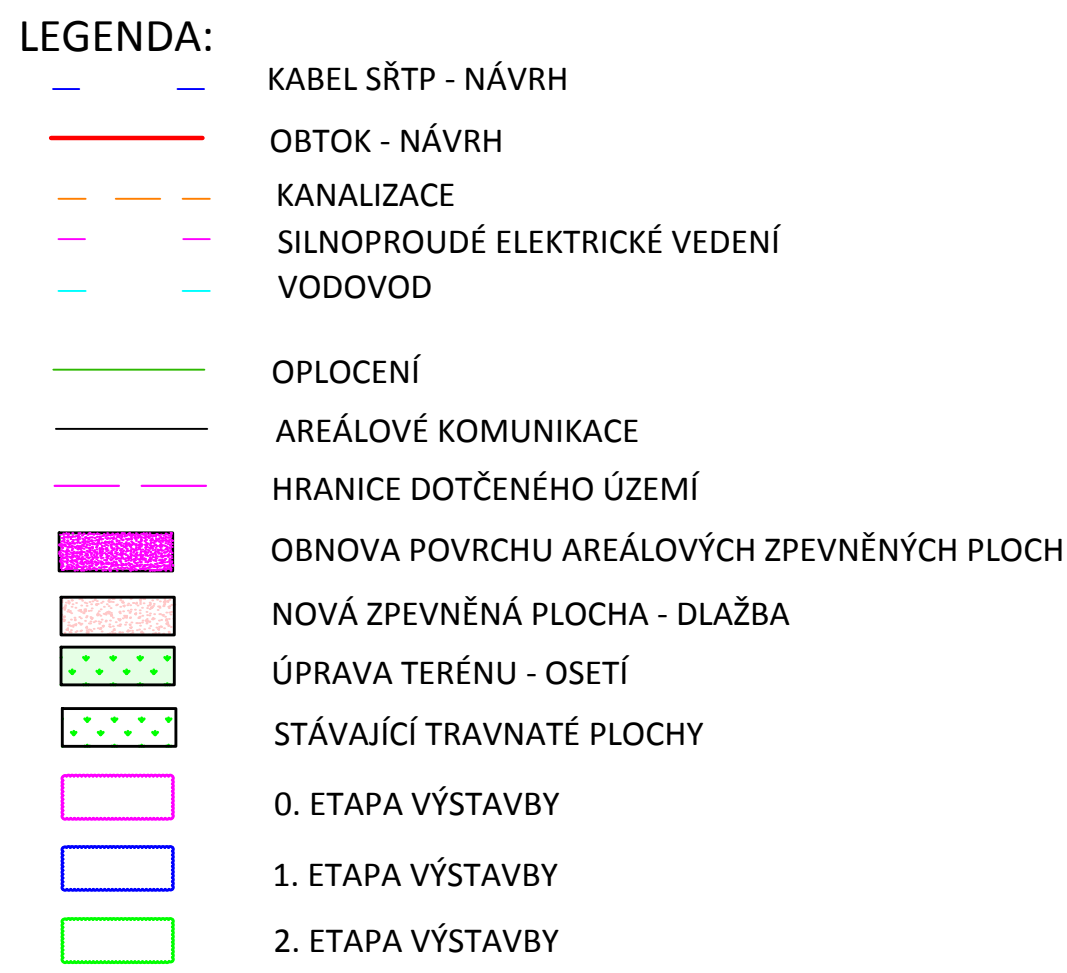 LEGENDA:
KABEL SŘTP - NÁVRH
OBTOK - NÁVRH
KANALIZACE
SILNOPROUDÉ ELEKTRICKÉ VEDENÍ
VODOVOD
OPLOCENÍ
AREÁLOVÉ KOMUNIKACE
HRANICE DOTČENÉHO ÚZEMÍ
OBNOVA POVRCHU AREÁLOVÝCH ZPEVNĚNÝCH PLOCH
NOVÁ ZPEVNĚNÁ PLOCHA - DLAŽBA
ÚPRAVA TERÉNU - OSETÍ
STÁVAJÍCÍ TRAVNATÉ PLOCHY
0. ETAPA VÝSTAVBY
1. ETAPA VÝSTAVBY
2. ETAPA VÝSTAVBY